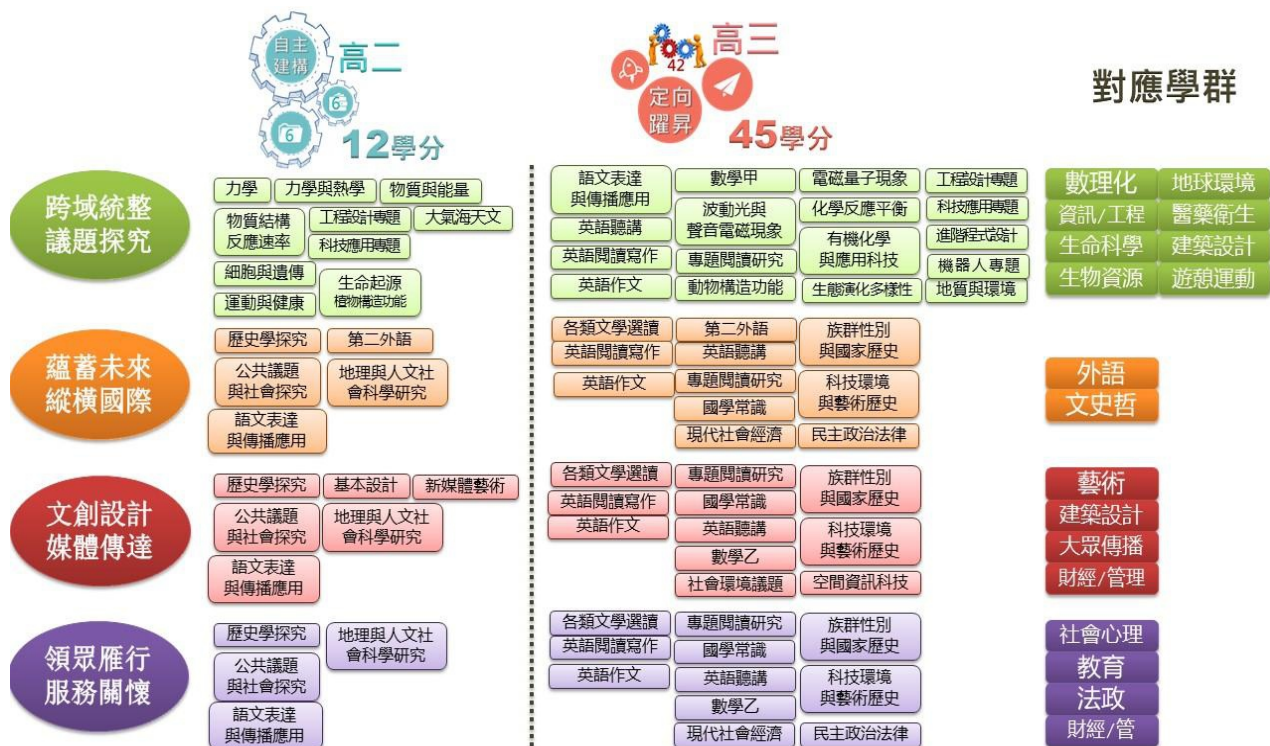 自主
建構
高二
6
6
12學分
42
高三
定向
躍昇
45學分
對應學群
跨域統整
議題探究
力學
力學與熱學
物質與能量
物質結構
反應速率
工程設計專題
大氣海天文
科技應用專題
細胞與遺傳
生命起源
植物構造功能
運動與健康
語文表達
與傳播應用
英語聽講
英語閱讀寫作
英語作文
數學甲
波動光與
聲音電磁現象
專題閱讀研究
動物構造功能
電磁量子現象
化學反應平衡
有機化學
與應用科技
生態演化多樣性
工程設計專題
科技應用專題
進階程式設計
機器人專題
地質與環境
數理化
地球環境
資訊/工程
醫藥衛生
生命科學
建築設計
生物資源
遊憩運動
蘊蓄未來
縱橫國際
歷史學探究
第二外語
公共議題
與社會探究
地理與人文社
會科學研究
語文表達
與傳播應用
各類文學選讀
英語閱讀寫作
英語作文
第二外語
英語聽講
專題閱讀研究
國學常識
現代社會經濟
族群性別
與國家歷史
科技環境
與藝術歷史
民主政治法律
外語
文史哲
文創設計
媒體傳達
歷史學探究
基本設計
新媒體藝術
公共議題
與社會探究
地理與人文社
會科學研究
語文表達
與傳播應用
各類文學選讀
英語閱讀寫作
英語作文
專題閱讀研究
國學常識
英語聽講
數學乙
社會環境議題
族群性別
與國家歷史
科技環境
與藝術歷史
空間資訊科技
藝術
建築設計
大眾傳播
財經/管理
領眾雁行
服務關懷
歷史學探究
地理與人文社
會科學研究
公共議題
與社會探究
語文表達
與傳播應用
各類文學選讀
英語閱讀寫作
英語作文
專題閱讀研究
國學常識
英語聽講
數學乙
現代社會經濟
族群性別
與國家歷史
科技環境
與藝術歷史
民主政治法律
社會心理
教育
法政
財經/管